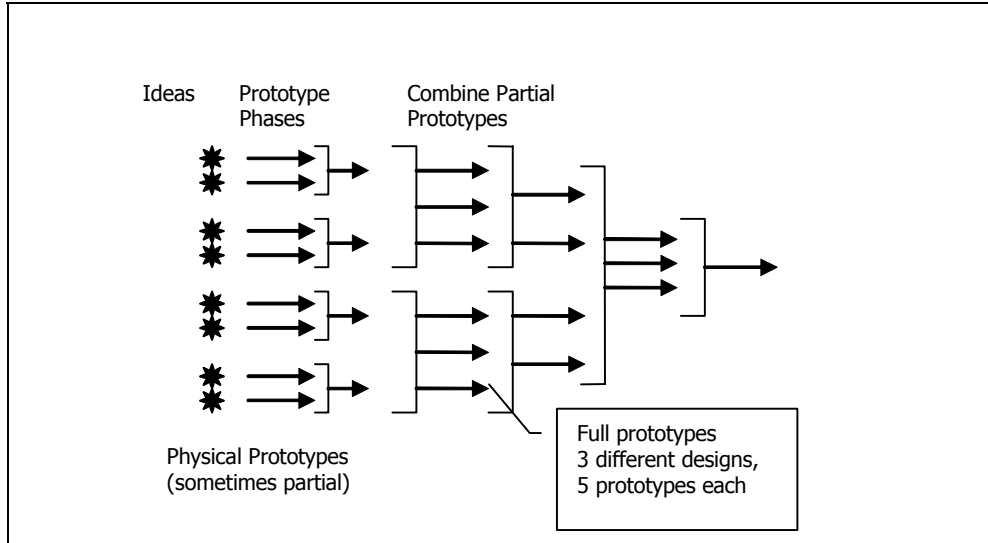 Ideas
Prototype
Phases
Combine Partial
Prototypes
Physical Prototypes
(sometimes partial)
Full prototypes
3 different designs,
5 prototypes each